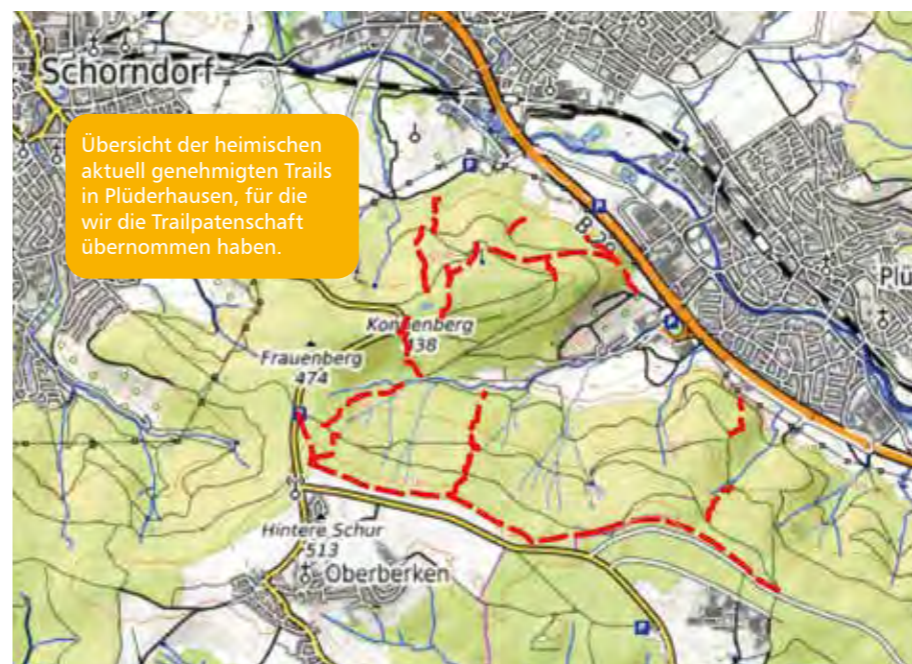 Schorndorf
Übersicht der heimischen
aktuell genehmigten Trails
in Plüderhausen, für die
wir die Trailpatenschaft
übernommen haben.
P
P
B 29
Plü
P
Frauenberg
474
438
P
Hintere Schur
513
Oberberken
P